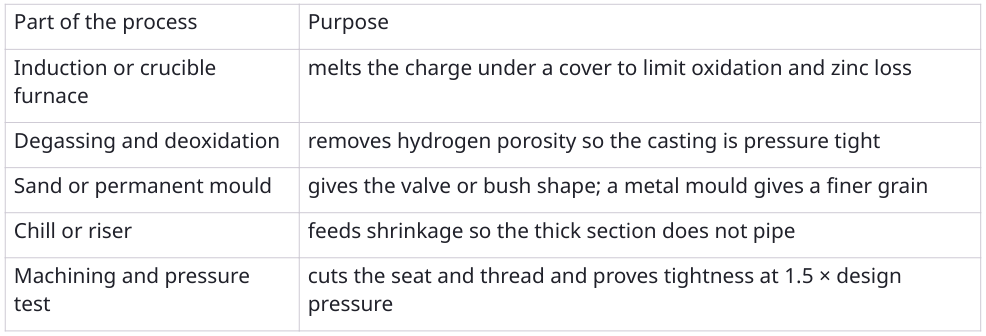 Part of the process
Purpose
Induction or crucible
furnace
melts the charge under a cover to limit oxidation and zinc loss
Degassing and deoxidation
removes hydrogen porosity so the casting is pressure tight
Sand or permanent mould
gives the valve or bush shape; a metal mould gives a finer grain
Chill or riser
feeds shrinkage so the thick section does not pipe
Machining and pressure
test
cuts the seat and thread and proves tightness at 1.5 × design
pressure